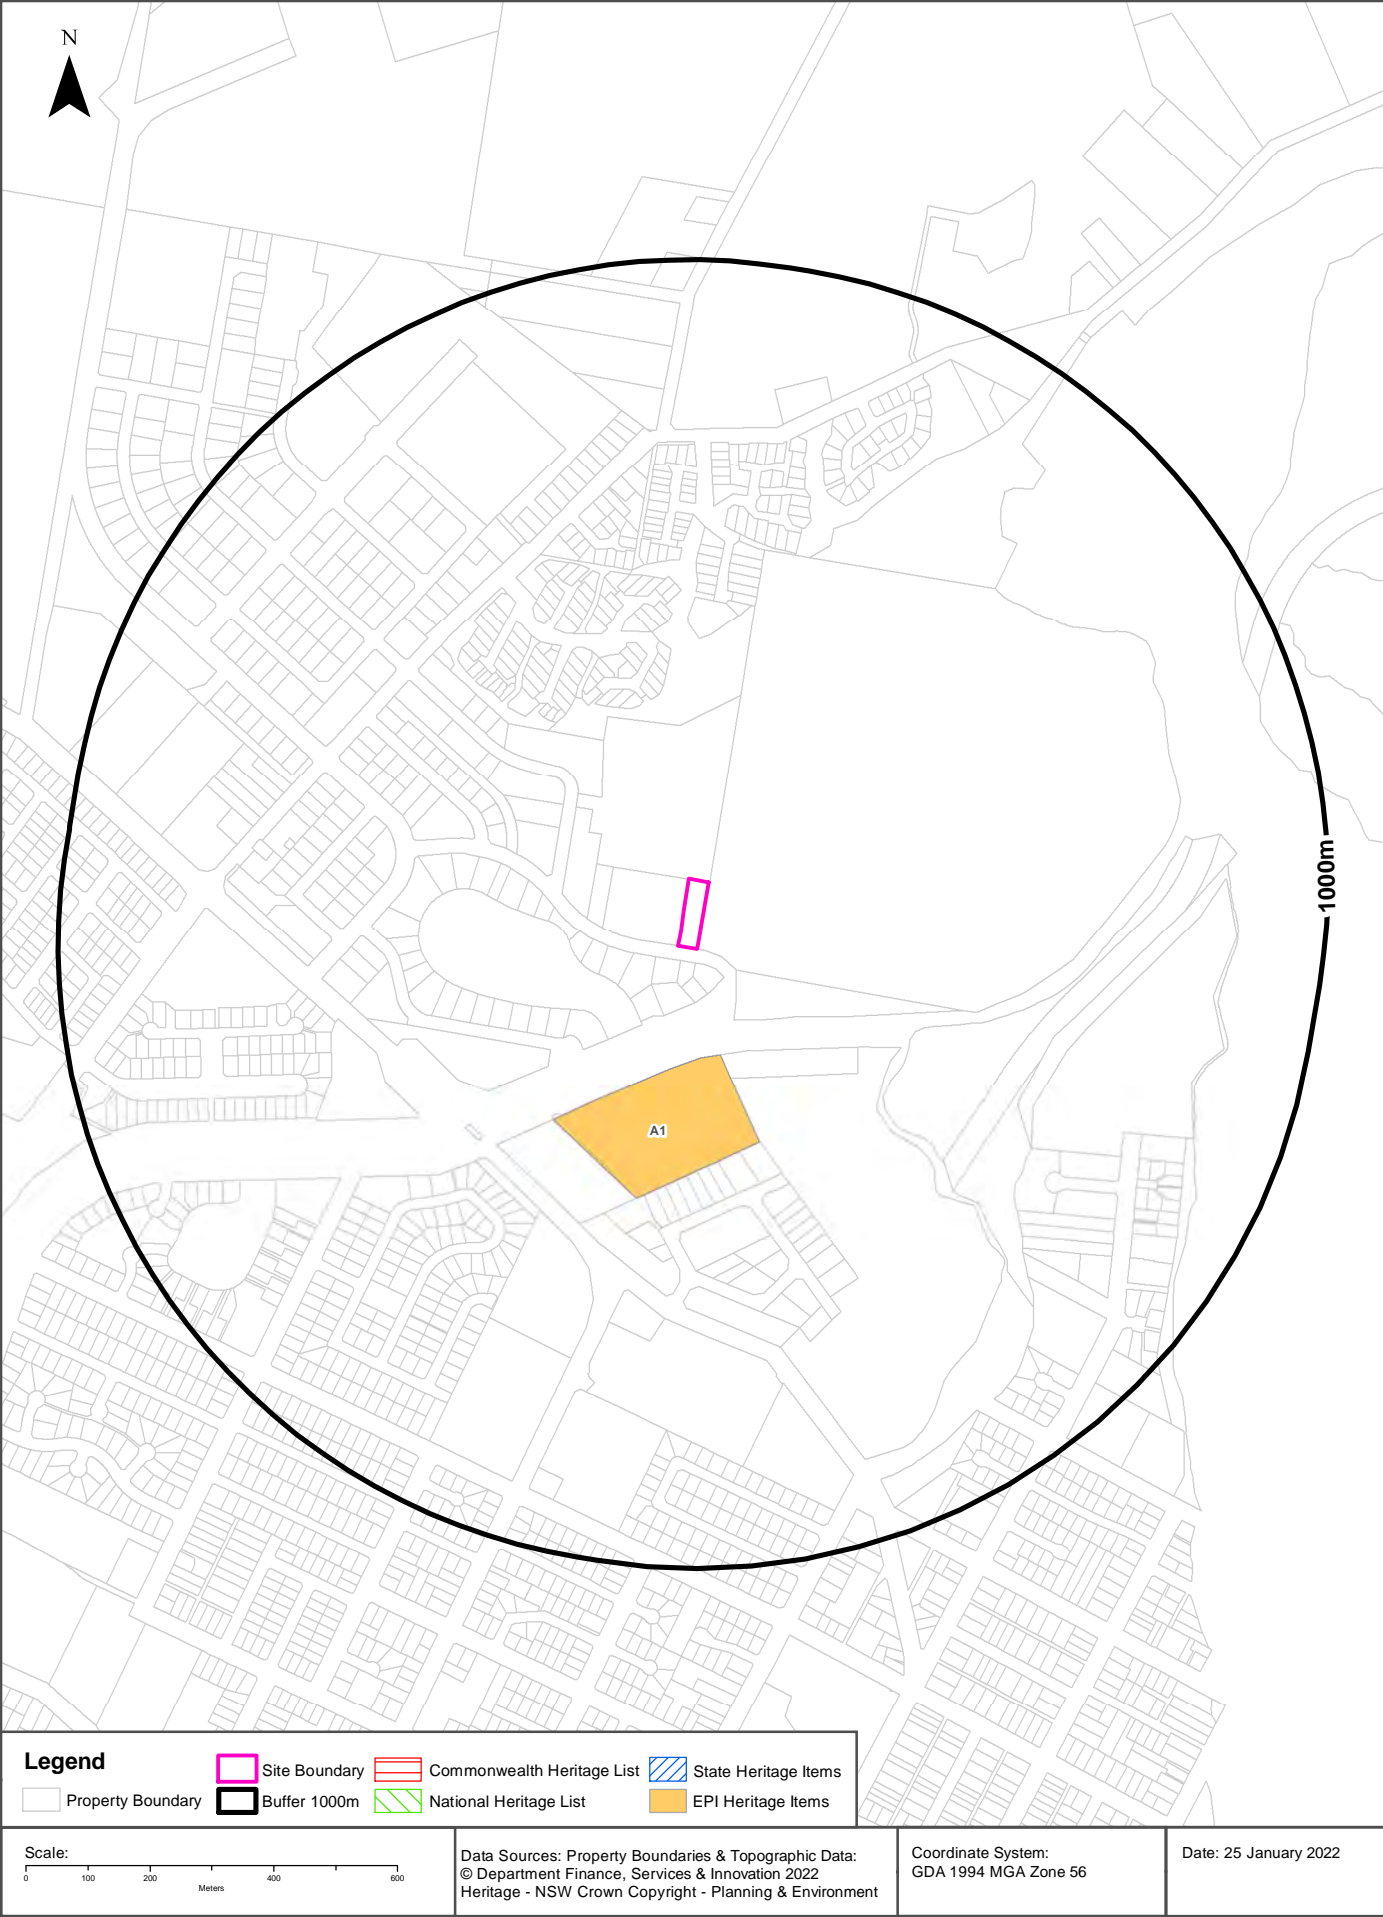 N
1000m
A1
Legend
Property Boundary
Site Boundary
Buffer 1000m
Commonwealth Heritage List
National Heritage List
State Heritage Items
EPI Heritage Items
Scale:
0 100 200 400 600
Meters
Data Sources: Property Boundaries & Topographic Data:
© Department Finance, Services & Innovation 2022
Heritage - NSW Crown Copyright - Planning & Environment
Coordinate System:
GDA 1994 MGA Zone 56
Date: 25 January 2022